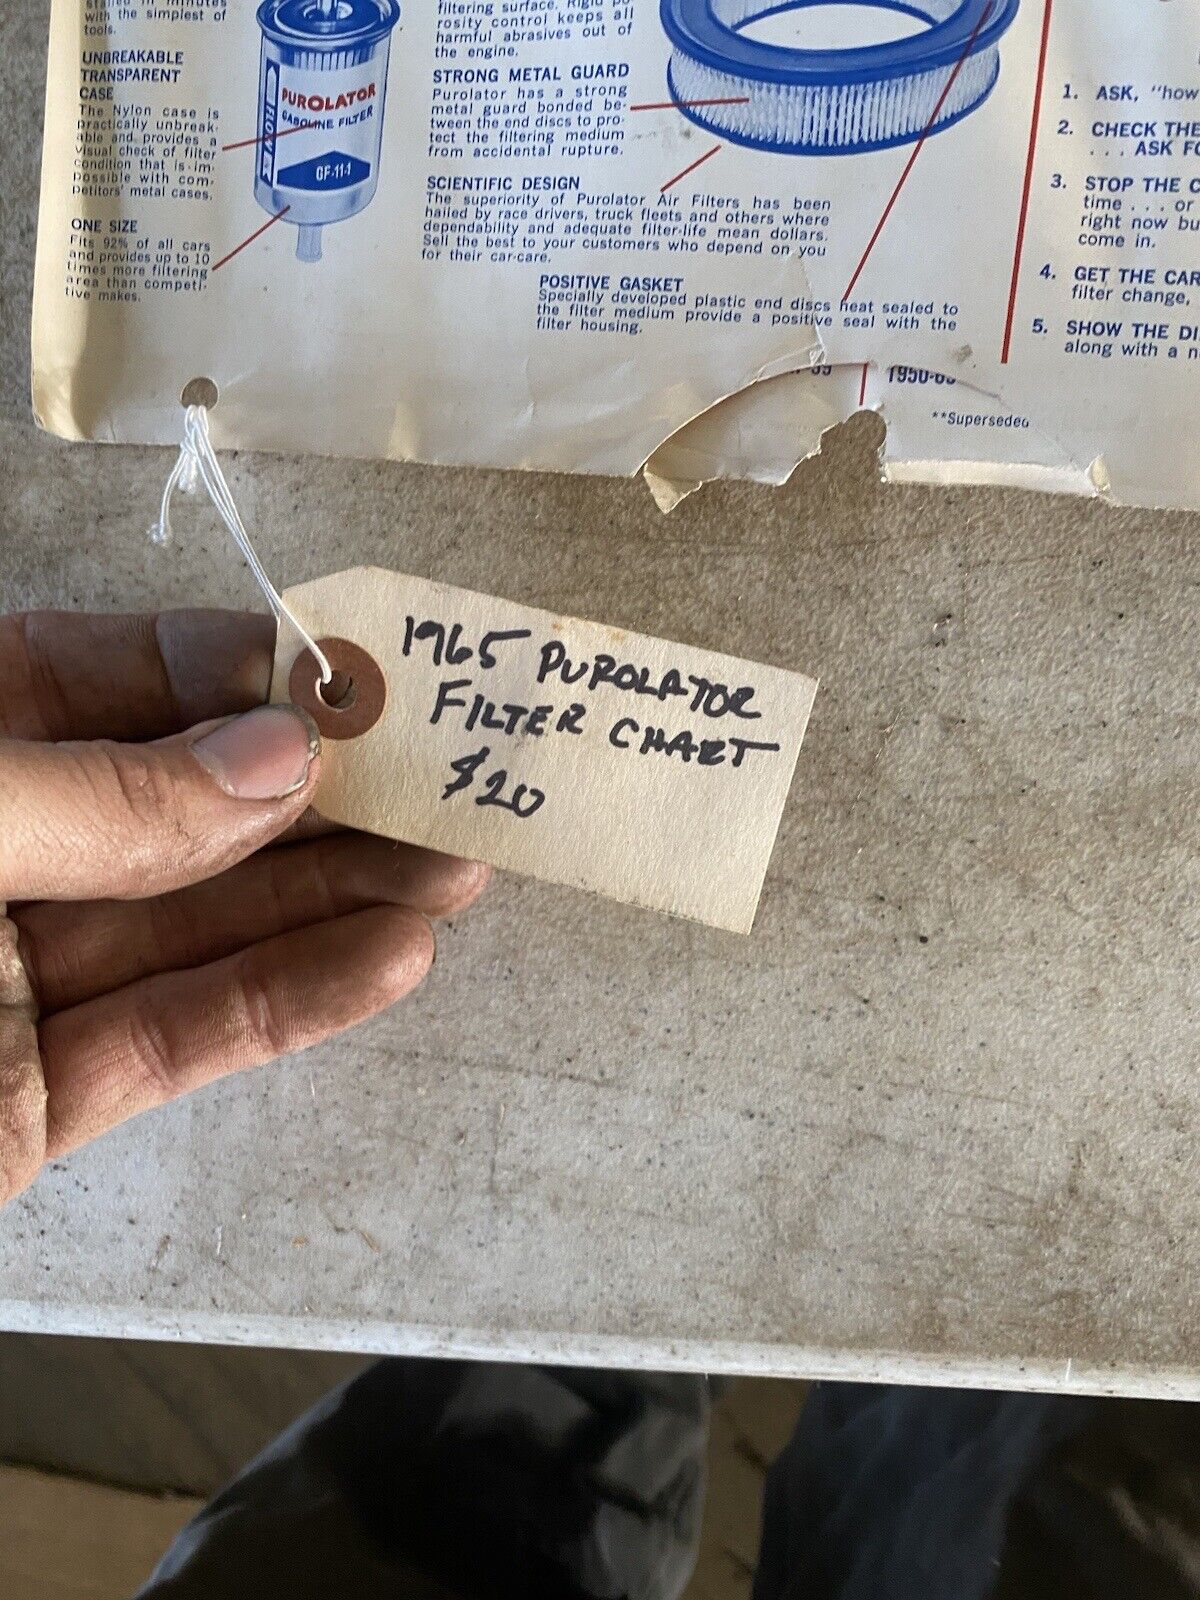 with the simplest of
tools.
UNBREAKABLE
TRANSPARENT
CASE
The Nylon case is
practically unbreak-
able and provides a
visual check of filter
condition that is im-
possible with com-
petitors' metal cases.
ONE SIZE
Fits 92% of all cars
and provides up to 10
times more filtering
area than competi-
tive makes.
PUROLATOR
GASOLINE FILTER
GF-11-1
filtering surface. Rigid po-
rosity control keeps all
harmful abrasives out of
the engine.
STRONG METAL GUARD
Purolator has a strong
metal guard bonded be-
tween the end discs to pro-
tect the filtering medium
from accidental rupture.
SCIENTIFIC DESIGN
The superiority of Purolator Air Filters has been
hailed by race drivers, truck fleets and others where
dependability and adequate filter-life mean dollars.
Sell the best to your customers who depend on you
for their car-care.
POSITIVE GASKET
Specially developed plastic end discs heat sealed to
the filter medium provide a positive seal with the
filter housing.
1. ASK, "how
2. CHECK THE
. . . ASK FO
3. STOP THE C
time . . . or
right now bu
come in.
4. GET THE CAR
filter change,
5. SHOW THE DI
along with a n
**Superseded
1965 PUROLATOR
FILTER CHART
$20